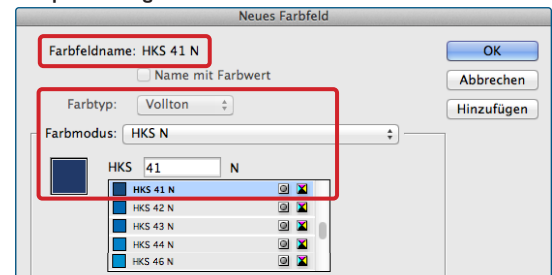 Neues Farbfeld
Farbfeldname: HKS 41 N
OK
Name mit Farbwert
Abbrechen
Farbtyp: Vollton
Hinzufügen
Farbmodus: HKS N
HKS 41 N
HKS 41 N
HKS 42 N
HKS 43 N
HKS 44 N
HKS 46 N